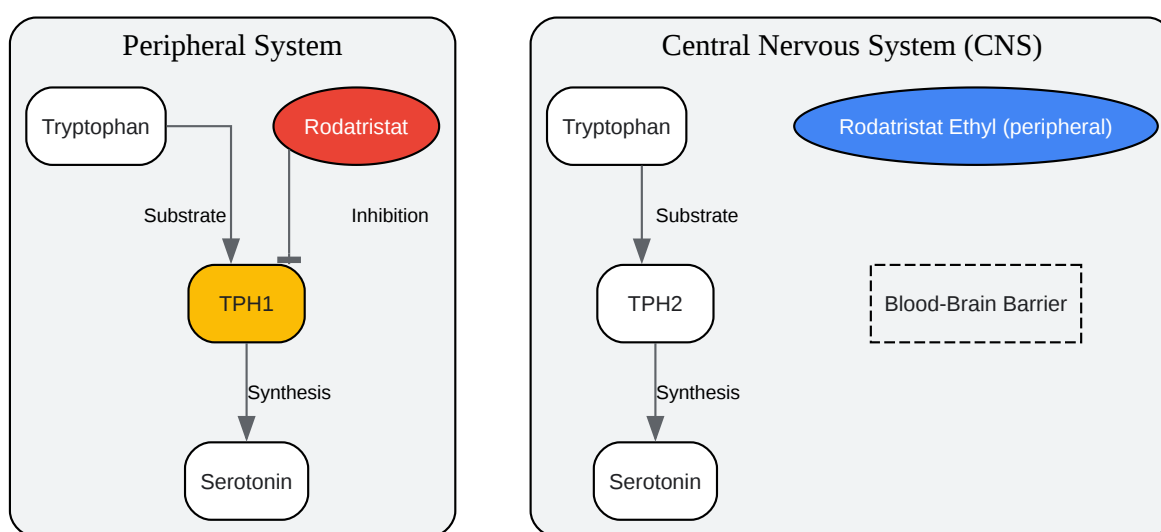 Peripheral System
Tryptophan
Rodatristat
Substrate
Inhibition
TPH1
Synthesis
Serotonin
Central Nervous System (CNS)
Tryptophan
Rodatristat Ethyl (peripheral)
Substrate
TPH2
Blood-Brain Barrier
Synthesis
Serotonin